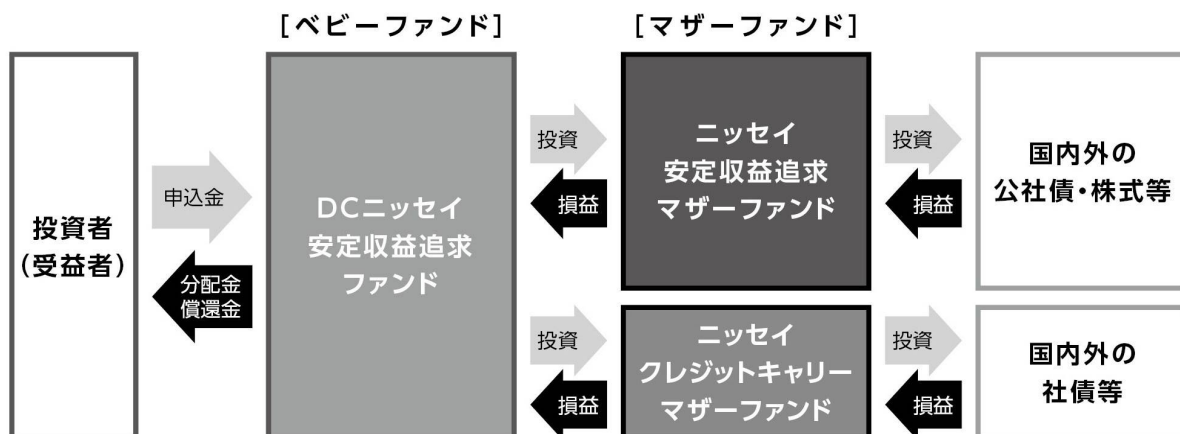 [ベビーファンド]
[マザーファンド]
投資者
(受益者)
申込金
分配金
償還金
DCニッセイ
安定収益追求
ファンド
投資
損益
ニッセイ
安定収益追求
マザーファンド
投資
損益
国内外の
公社債・株式等
投資
損益
ニッセイ
クレジットキャリー
マザーファンド
投資
損益
国内外の
社債等